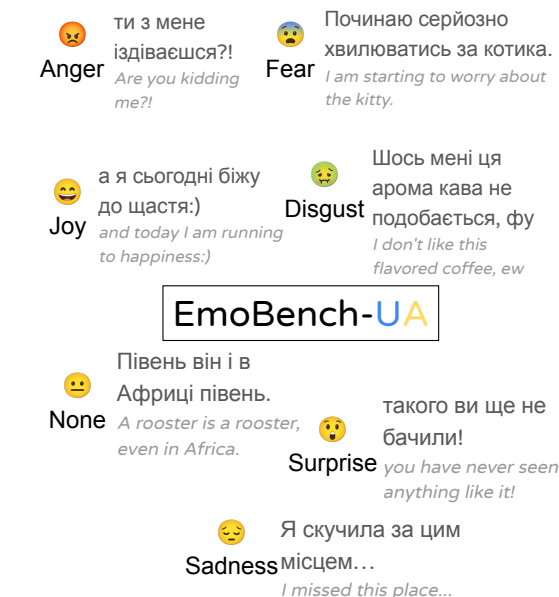 ти з мене
іздіваєшся?!
Anger
Are you kidding
me?!
Починаю серйозно
хвилюватись за котика.
Fear
I am starting to worry about
the kitty.
а я сьогодні біжу
до щастя:)
Joy
and today I am running
to happiness:)
Шось мені ця
арома кава не
Disgust
подобається, фу
I don't like this
flavored coffee, ew
EmoBench-UA
Півень він і в
Африці півень.
None
A rooster is a rooster,
even in Africa.
такого ви ще не
бачили!
Surprise
you have never seen
anything like it!
Я скучила за цим
Sadness
місцем...
I missed this place...